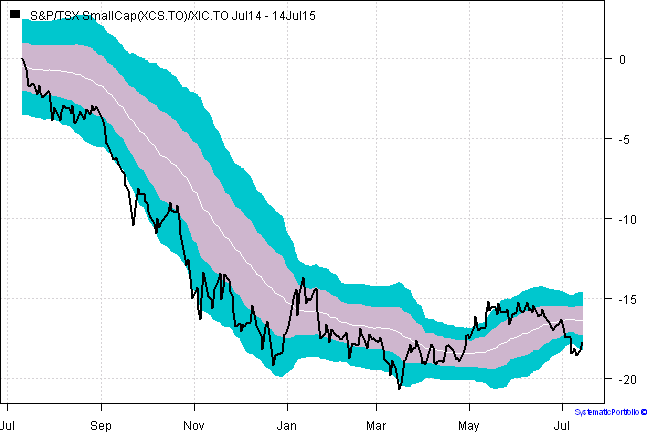 S&P/TSX SmallCap(XCS.TO)/XIC.TO Jul14 - 14Jul15
0
-5
-10
-15
-20
SystematicPortfolio ©
Jul
Sep
Nov
Jan
Mar
May
Jul